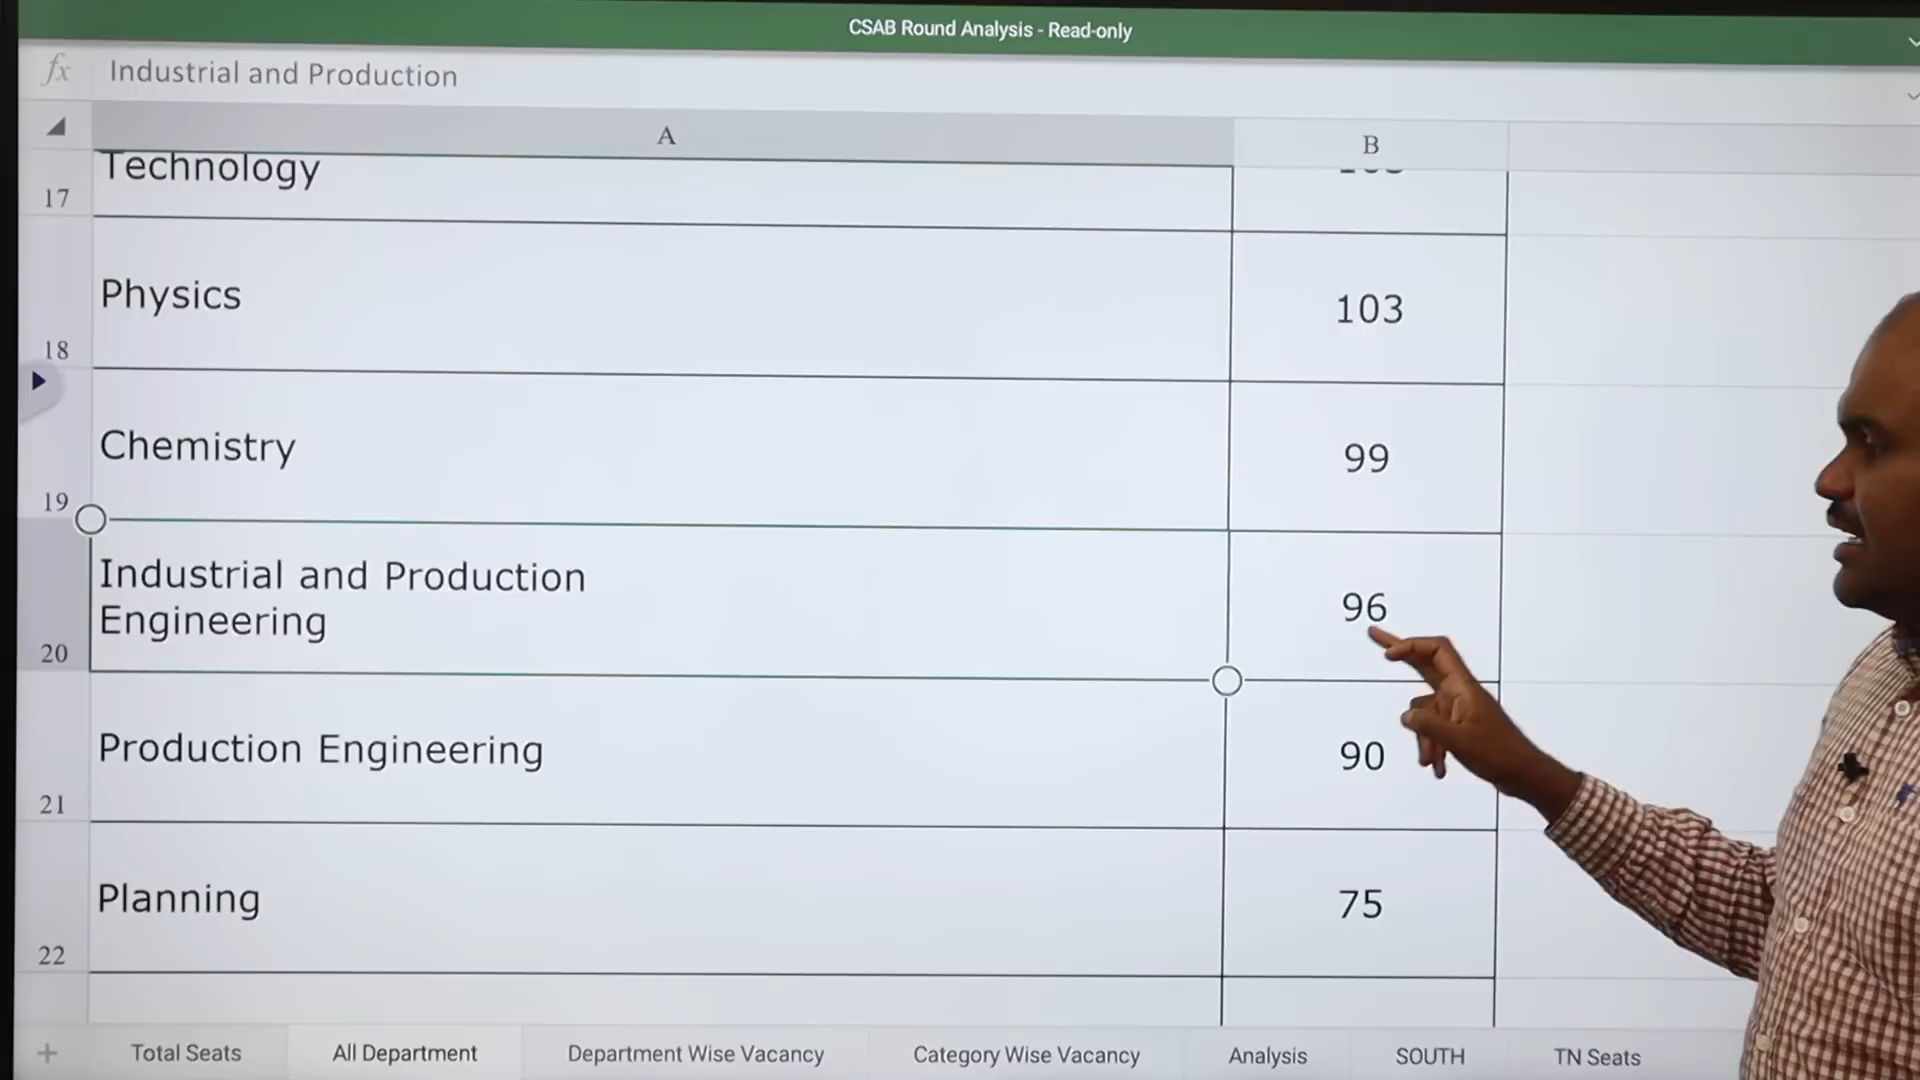 CSAB Round Analysis - Read-only
fx Industrial and Production
A B
17 Technology
18 Physics 103
19 Chemistry 99
20 Industrial and Production
Engineering 96
21 Production Engineering 90
22 Planning 75
+ Total Seats All Department Department Wise Vacancy Category Wise Vacancy Analysis SOUTH TN Seats